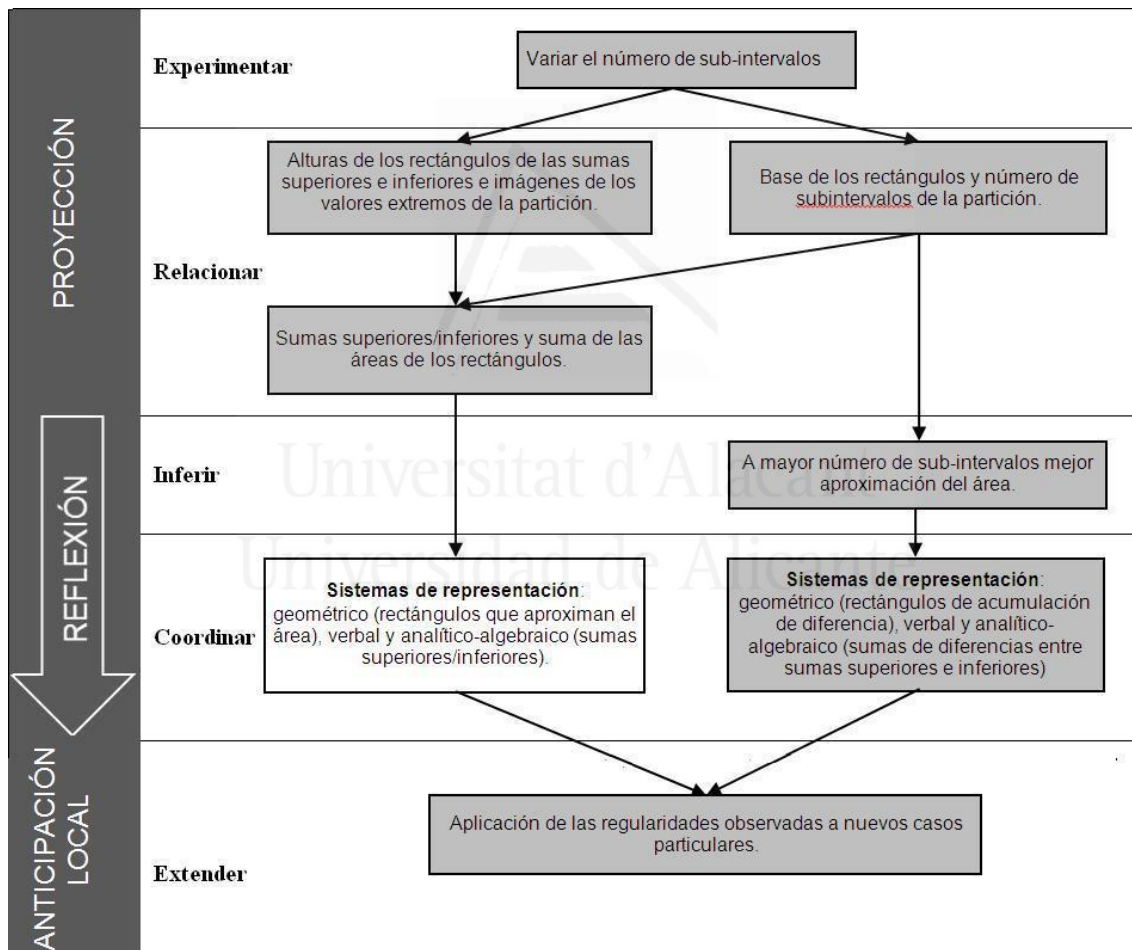 PROYECCIÓN
REFLEXIÓN
ANTICIPACIÓN
LOCAL
Experimentar
Variar el número de sub-intervalos
Relacionar
Alturas de los rectángulos de las sumas
superiores e inferiores e imágenes de los
valores extremos de la partición.
Base de los rectángulos y número de
subintervalos de la partición.
Sumas superiores/inferiores y suma de las
áreas de los rectángulos.
Inferir
A mayor número de sub-intervalos mejor
aproximación del área.
Universitat d'Alacant
Universidad de Alicante
Coordinar
Sistemas de representación:
geométrico (rectángulos que aproximan el
área), verbal y analítico-algebraico (sumas
superiores/inferiores).
Sistemas de representación:
geométrico (rectángulos de acumulación de
diferencia), verbal y analítico-
algebraico (sumas de diferencias entre
sumas superiores e inferiores)
Extender
Aplicación de las regularidades observadas a nuevos casos
particulares.